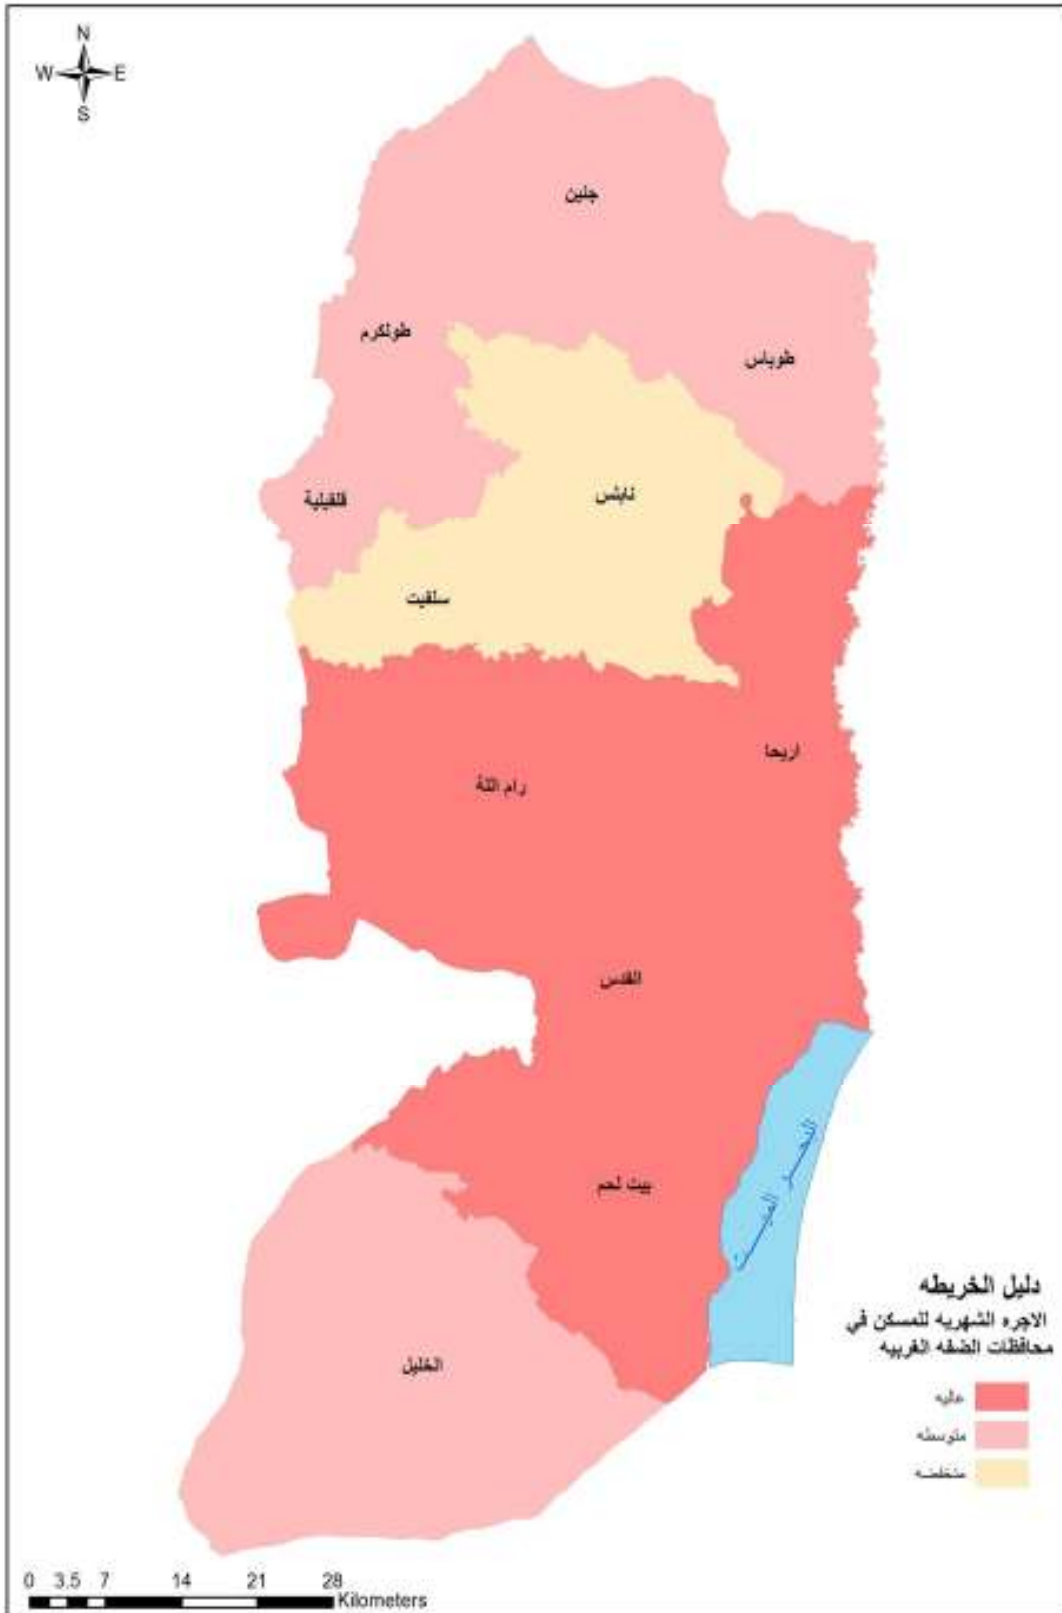 N
W E
S
جنين
طولكرم
طوباس
قلقيلية
نابلس
سلفيت
اريحا
رام الله
القدس
بيت لحم
البحر الميت
الخليل
دليل الخريطه
الاجره الشهريه للمسكن في
محافظات الضفه الغربيه
عاليه
متوسطه
منخفضه
0 3.5 7 14 21 28
Kilometers